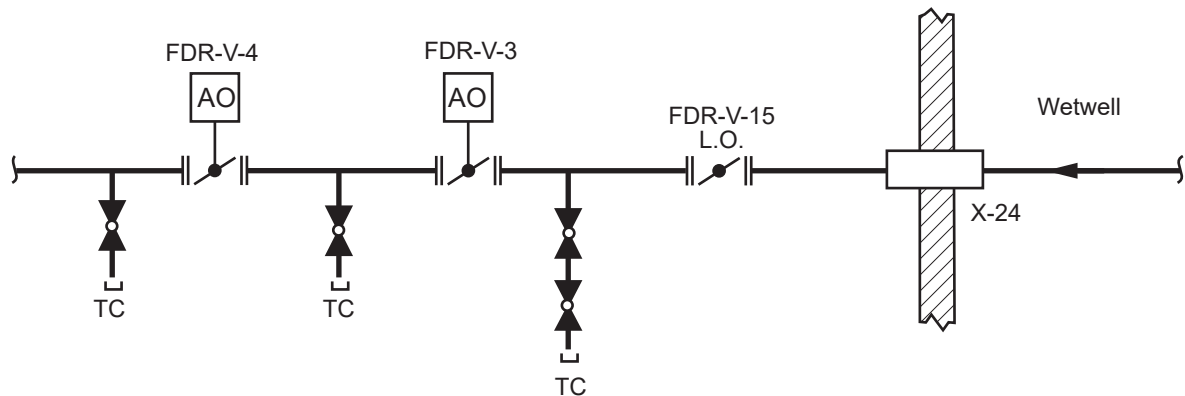 FDR-V-4
AO
FDR-V-3
AO
FDR-V-15
L.O.
Wetwell
X-24
TC
TC
TC